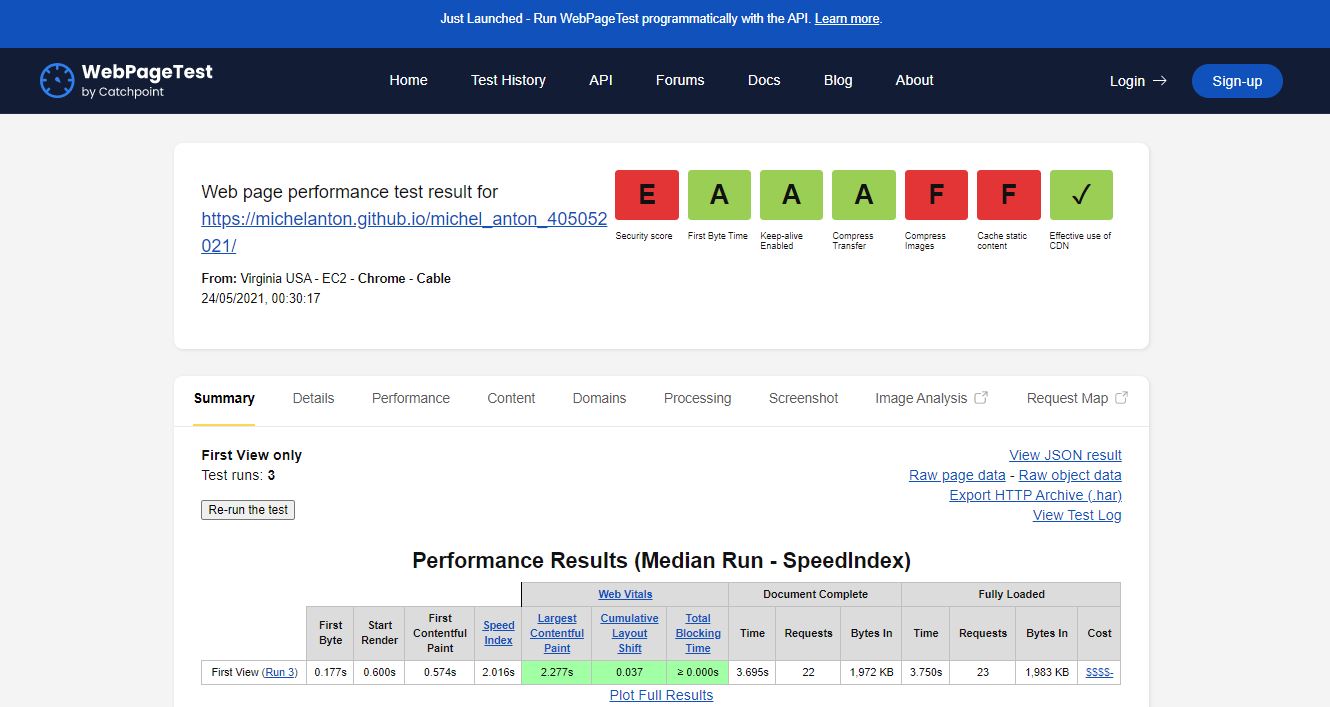 Just Launched - Run WebPageTest programmatically with the API. Learn more.
WebPageTest
by Catchpoint
Home
Test History
API
Forums
Docs
Blog
About
Login →
Sign-up
Web page performance test result for
https://michelanton.github.io/michel_anton_405052
021/
From: Virginia USA - EC2 - Chrome - Cable
24/05/2021, 00:30:17
E
A
A
A
F
F
✓
Security score
First Byte Time
Keep-alive
Enabled
Compress
Transfer
Compress
Images
Cache static
content
Effective use of
CDN
Summary
Details
Performance
Content
Domains
Processing
Screenshot
Image Analysis
Request Map
First View only
Test runs: 3
Re-run the test
View JSON result
Raw page data - Raw object data
Export HTTP Archive (.har)
View Test Log
Performance Results (Median Run - SpeedIndex)
Web Vitals
Document Complete
Fully Loaded
First
Byte
Start
Render
First
Contentful
Paint
Speed
Index
Largest
Contentful
Paint
Cumulative
Layout
Shift
Total
Blocking
Time
Time
Requests
Bytes In
Time
Requests
Bytes In
Cost
First View (Run 3)
0.177s
0.600s
0.574s
2.016s
2.277s
0.037
≥ 0.000s
3.695s
22
1,972 KB
3.750s
23
1,983 KB
$$$$-
Plot Full Results